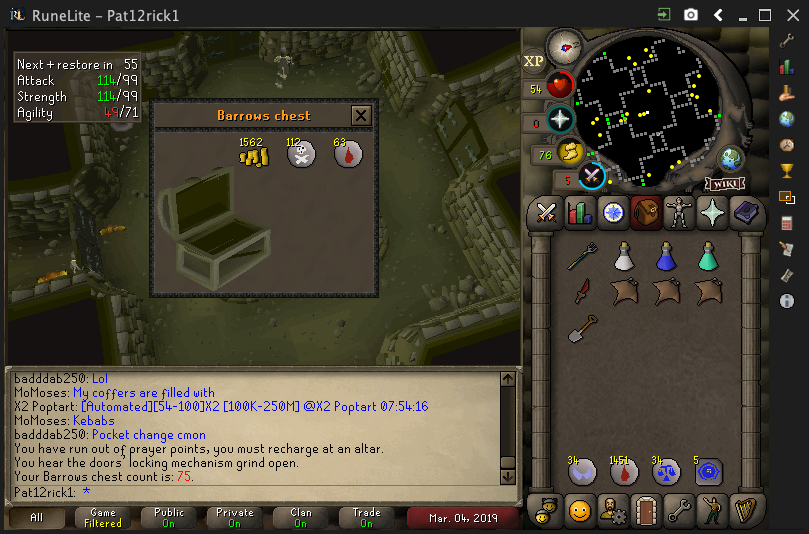 RuneLite - Pat12rick1
Next + restore in 55
Attack 114/99
Strength 114/99
Agility 49/71
Barrows chest
1562 112 63
XP
54
0
76
5
WIKI
badddab250: Lol
MoMoses: My coffers are filled with
X2 Poptart: [Automated][54-100]X2 [100K-250M] @X2 Poptart 07:54:16
MoMoses: Kebabs
badddab250: Pocket change cmon
You have run out of prayer points, you must recharge at an altar.
You hear the doors' locking mechanism grind open.
Your Barrows chest count is: 75.
Pat12rick1: *
34 1451 34 5
All
Game
Filtered
Public
On
Private
On
Clan
On
Trade
On
Mar. 04, 2019